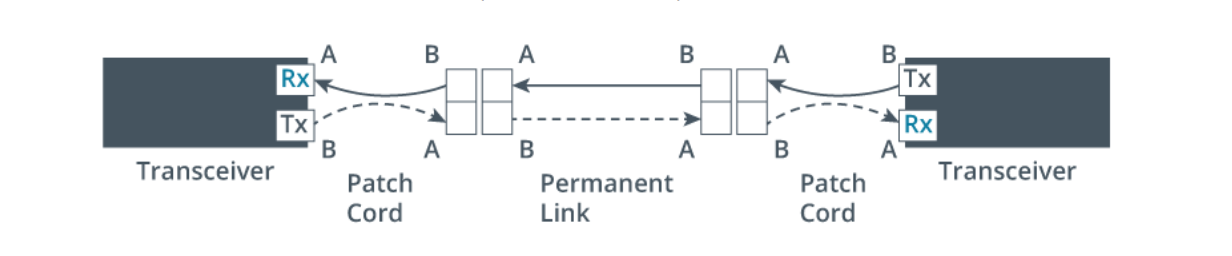 A B A B A B
Rx Tx
Tx Rx
B A B A B A
Transceiver Transceiver
Patch Cord
Permanent Link
Patch Cord